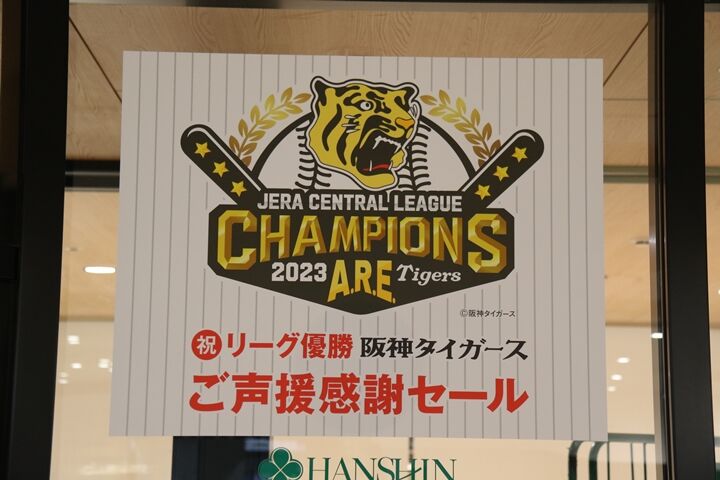 JERA CENTRAL LEAGUE
CHAMPIONS
2023 A.R.E. Tigers
©阪神タイガース
祝 リーグ優勝 阪神タイガース
ご声援感謝セール
HANSHIN